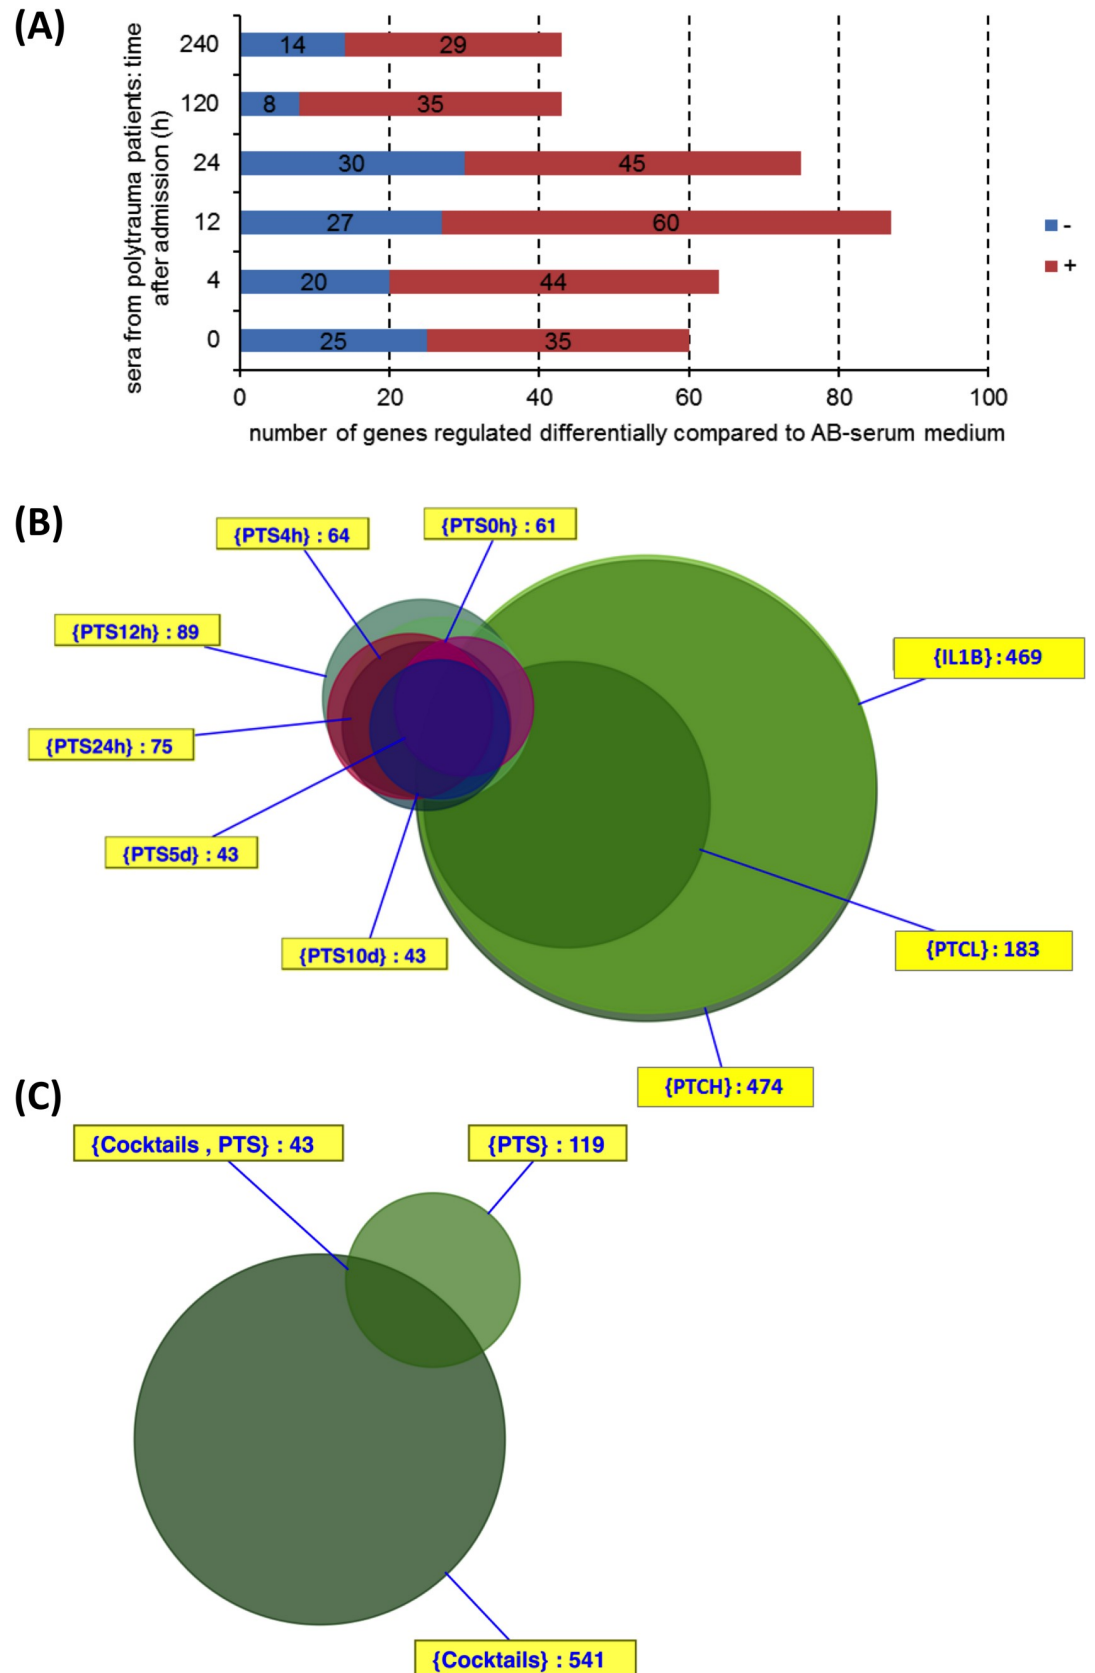 (A)
sera from polytrauma patients: time
after admission (h)
240
14
29
120
8
35
24
30
45
12
27
60
4
20
44
0
25
35
-
+
0
20
40
60
80
100
number of genes regulated differentially compared to AB-serum medium
(B)
{PTS4h} : 64
{PTS0h} : 61
{PTS12h} : 89
{IL1B}: 469
{PTS24h} : 75
{PTS5d} : 43
{PTS10d} : 43
{PTCL}: 183
{PTCH}: 474
(C)
{Cocktails , PTS} : 43
{PTS} : 119
{Cocktails} : 541